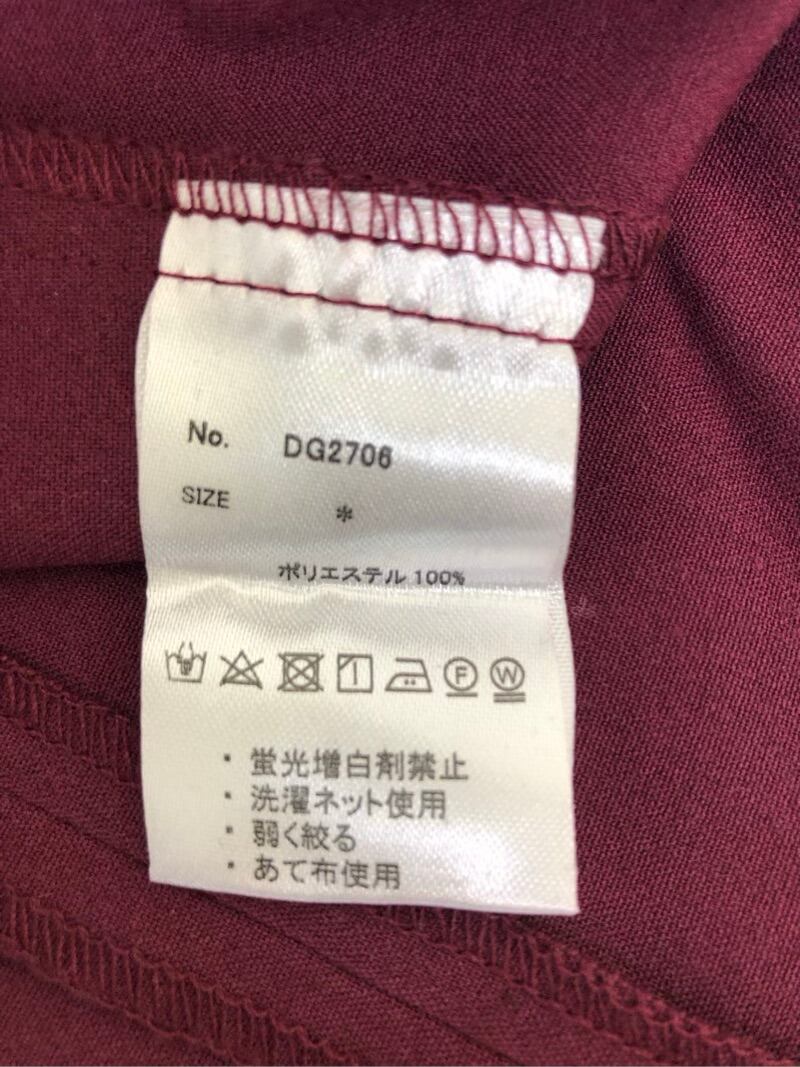 No. DG2706
SIZE *
ポリエステル 100%
F W
・蛍光増白剤禁止
・洗濯ネット使用
・弱く絞る
・あて布使用